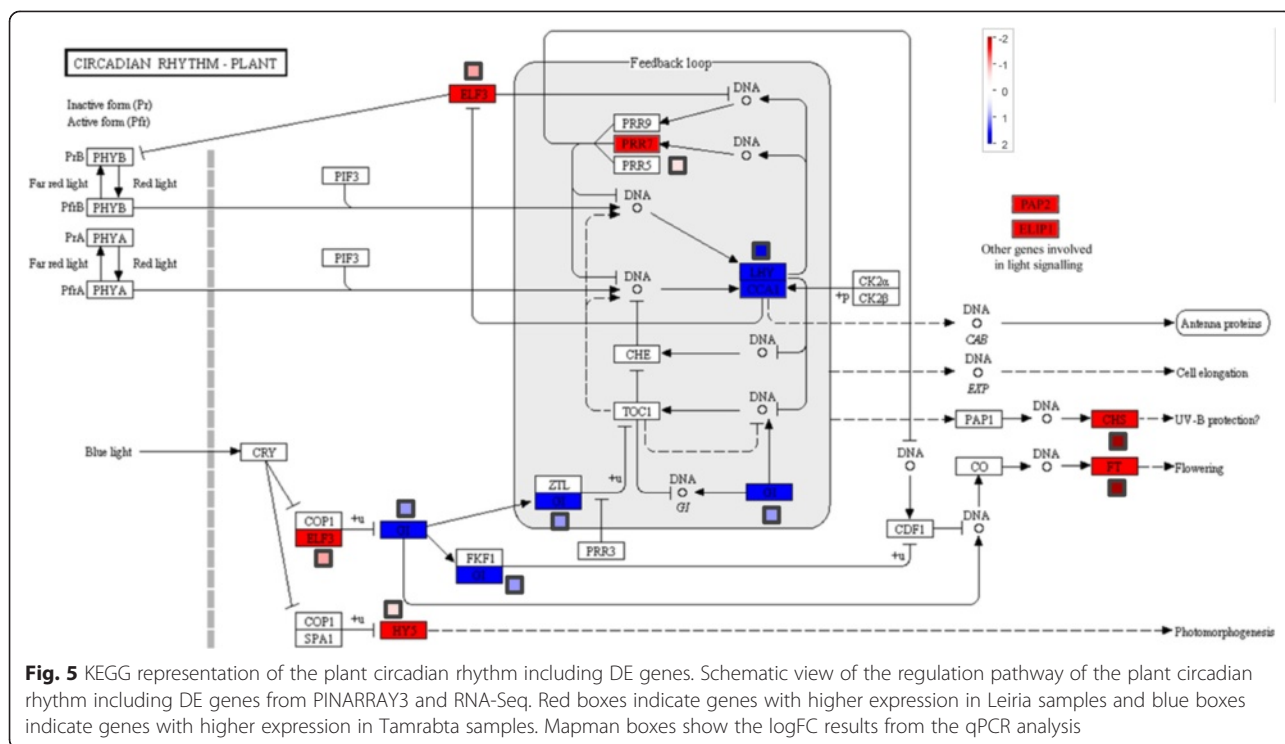 CIRCADIAN RHYTHM - PLANT
Inactive form (Pr)
Active form (Pfr)
PrB PHYB
Far red light Red light
PfrB PHYB
PrA PHYA
Far red light Red light
PfrA PHYA
PIF3
PIF3
ELF3
Feedback loop
DNA
PRR9
PRR7
PRR5
DNA
DNA
DNA
LHY
CCA1
CK2α
CK2β
+p
CHE
DNA
TOC1
DNA
ZTL
GI
+u
DNA
GI
GI
PRR3
-2
-1
0
1
2
PAP2
ELIP1
Other genes involved
in light signalling
DNA
CAB
Antenna proteins
DNA
EXP
Cell elongation
PAP1
DNA
CHS
UV-B protection?
CO
DNA
FT
Flowering
DNA
CDF1
DNA
+u
Blue light
CRY
COP1
ELF3
+u
GI
FKF1
GI
COP1
SPA1
+u
HY5
Photomorphogenesis
Fig. 5 KEGG representation of the plant circadian rhythm including DE genes. Schematic view of the regulation pathway of the plant circadian
rhythm including DE genes from PINARRAY3 and RNA-Seq. Red boxes indicate genes with higher expression in Leiria samples and blue boxes
indicate genes with higher expression in Tamrabta samples. Mapman boxes show the logFC results from the qPCR analysis